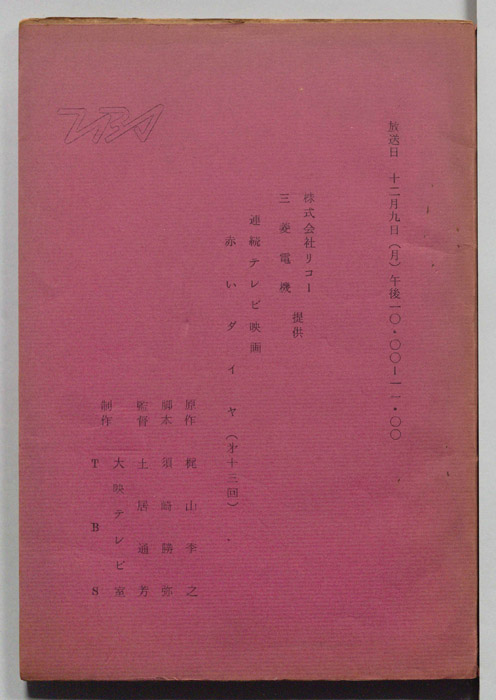 放送日　十二月九日（月）午後一〇・〇〇ー一一・〇〇
株式会社リコー
三菱電機　提供
連続テレビ映画
赤いダイヤ（第十三回）
原作　梶山季之
脚本　須崎勝弥
監督　土居通芳
制作　大映テレビ室
TBS